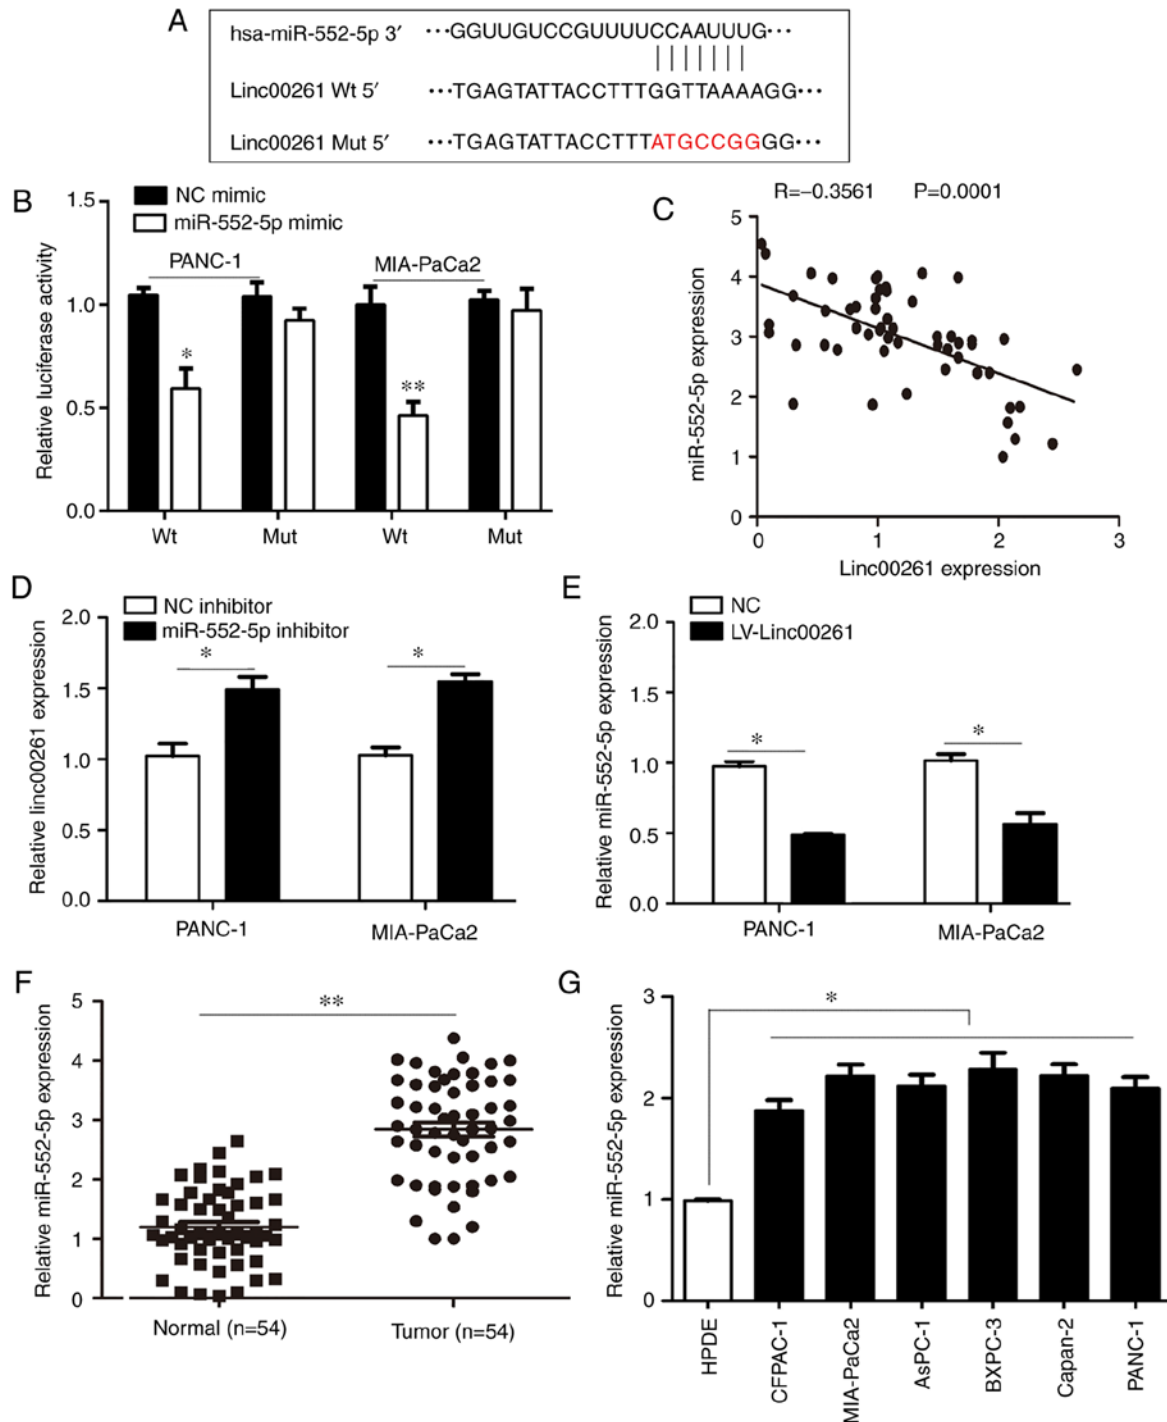 A
hsa-miR-552-5p 3′ ···GGUUGUCCGUUUUCCAAUUUG···
Linc00261 Wt 5′ ···TGAGTATTACCTTTGGTTAAAAGG···
Linc00261 Mut 5′ ···TGAGTATTACCTTTATGCCGGGG···
B
NC mimic
miR-552-5p mimic
Relative luciferase activity
1.5
1.0
0.5
0.0
PANC-1
MIA-PaCa2
*
**
Wt
Mut
Wt
Mut
C
R=−0.3561 P=0.0001
miR-552-5p expression
5
4
3
2
1
0
0
1
2
3
Linc00261 expression
D
NC inhibitor
miR-552-5p inhibitor
Relative linc00261 expression
2.0
1.5
1.0
0.5
0.0
*
*
PANC-1
MIA-PaCa2
E
NC
LV-Linc00261
Relative miR-552-5p expression
2.0
1.5
1.0
0.5
0.0
*
*
PANC-1
MIA-PaCa2
F
Relative miR-552-5p expression
5
4
3
2
1
0
**
Normal (n=54)
Tumor (n=54)
G
Relative miR-552-5p expression
3
2
1
0
*
HPDE
CFPAC-1
MIA-PaCa2
AsPC-1
BXPC-3
Capan-2
PANC-1